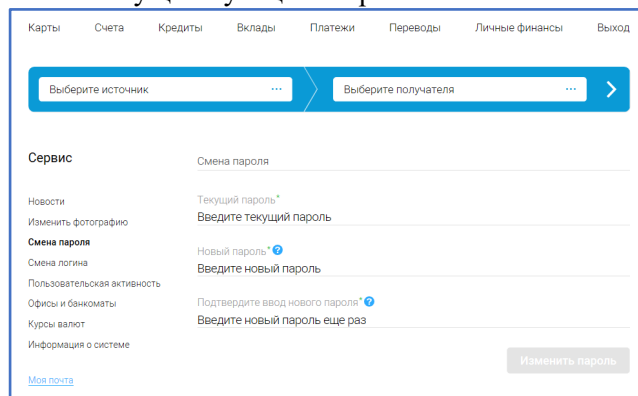 Карты Счета Кредиты Вклады Платежи Переводы Личные финансы Выход
Выберите источник ... Выберите получателя ...
Сервис
Новости
Изменить фотографию
Смена пароля
Смена логина
Пользовательская активность
Офисы и банкоматы
Курсы валют
Информация о системе
Моя почта
Смена пароля
Текущий пароль*
Введите текущий пароль
Новый пароль* ?
Введите новый пароль
Подтвердите ввод нового пароля* ?
Введите новый пароль еще раз
Изменить пароль